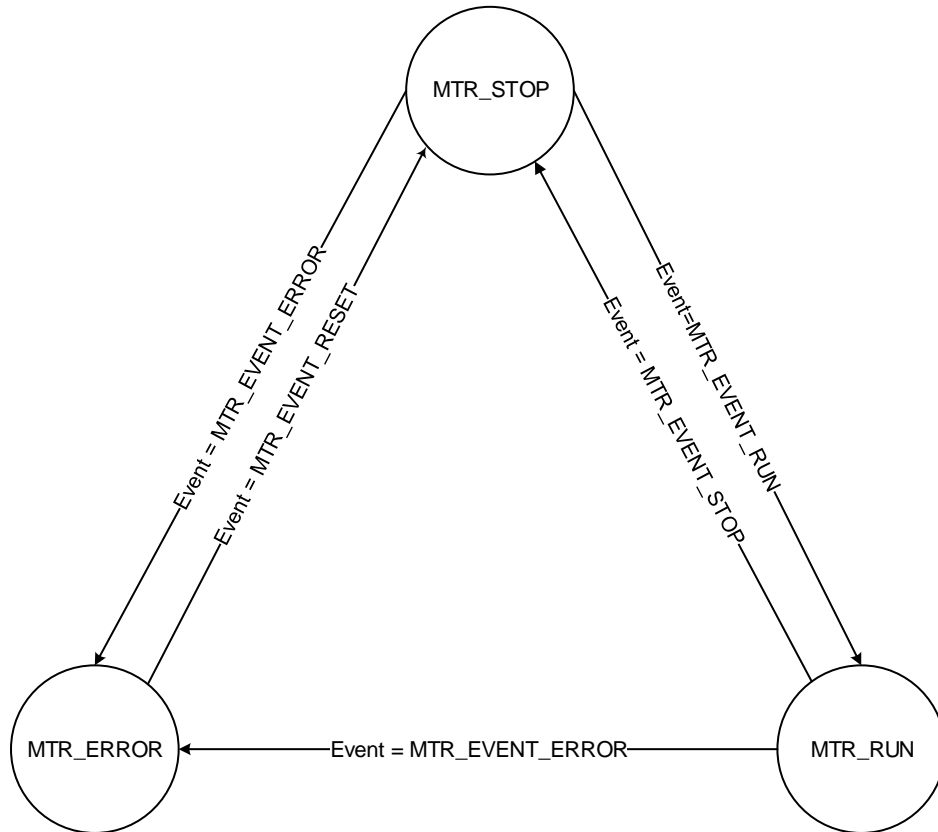 MTR_STOP
Event = MTR_EVENT_ERROR
Event = MTR_EVENT_RESET
Event = MTR_EVENT_STOP
Event=MTR_EVENT_RUN
MTR_ERROR
Event = MTR_EVENT_ERROR
MTR_RUN